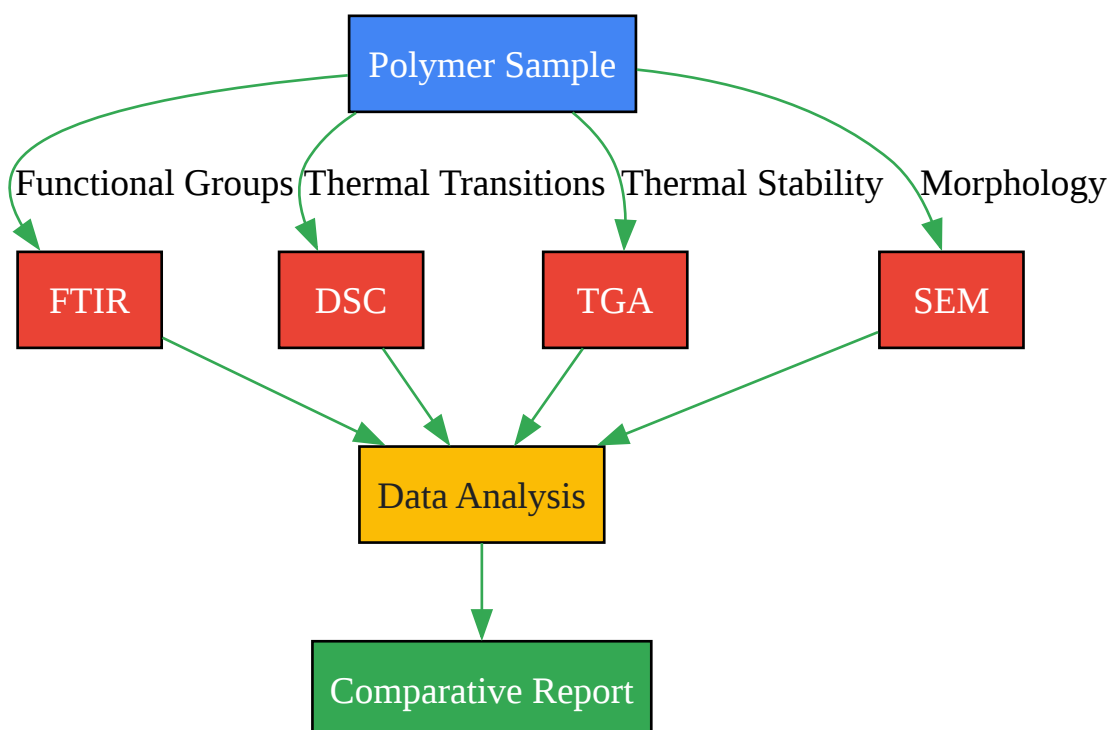 Polymer Sample
Functional Groups
Thermal Transitions
Thermal Stability
Morphology
FTIR
DSC
TGA
SEM
Data Analysis
Comparative Report